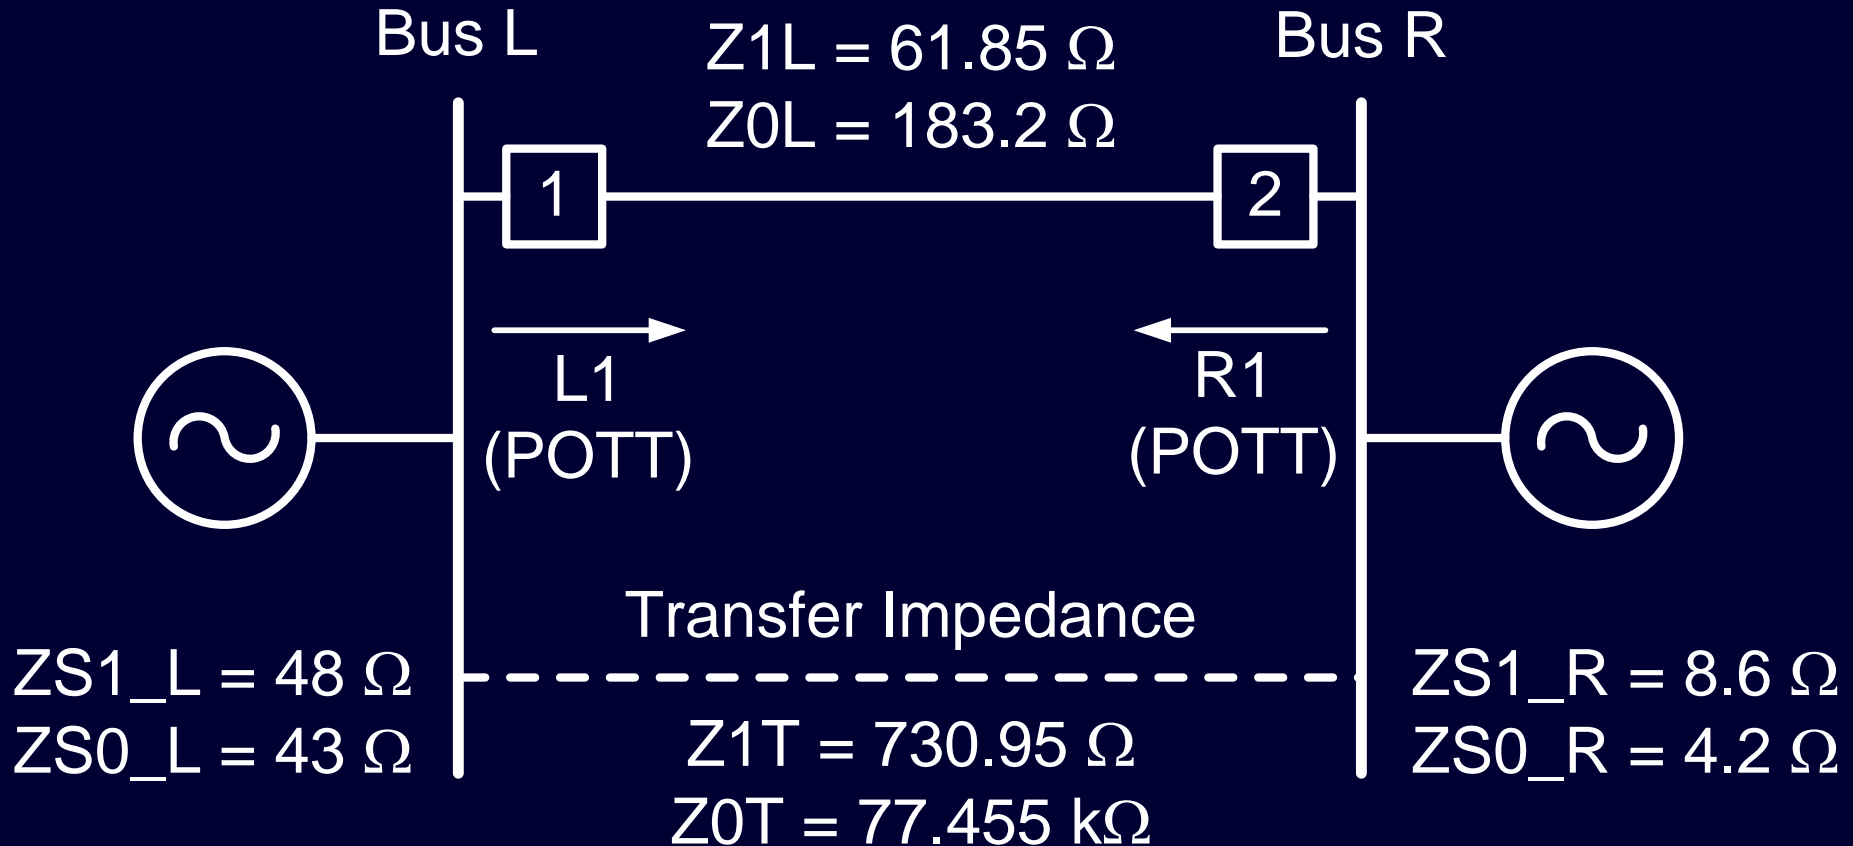 Bus L
Z1L = 61.85 Ω
Z0L = 183.2 Ω
Bus R
1
2
L1
(POTT)
R1
(POTT)
Transfer Impedance
ZS1_L = 48 Ω
ZS0_L = 43 Ω
Z1T = 730.95 Ω
Z0T = 77.455 kΩ
ZS1_R = 8.6 Ω
ZS0_R = 4.2 Ω